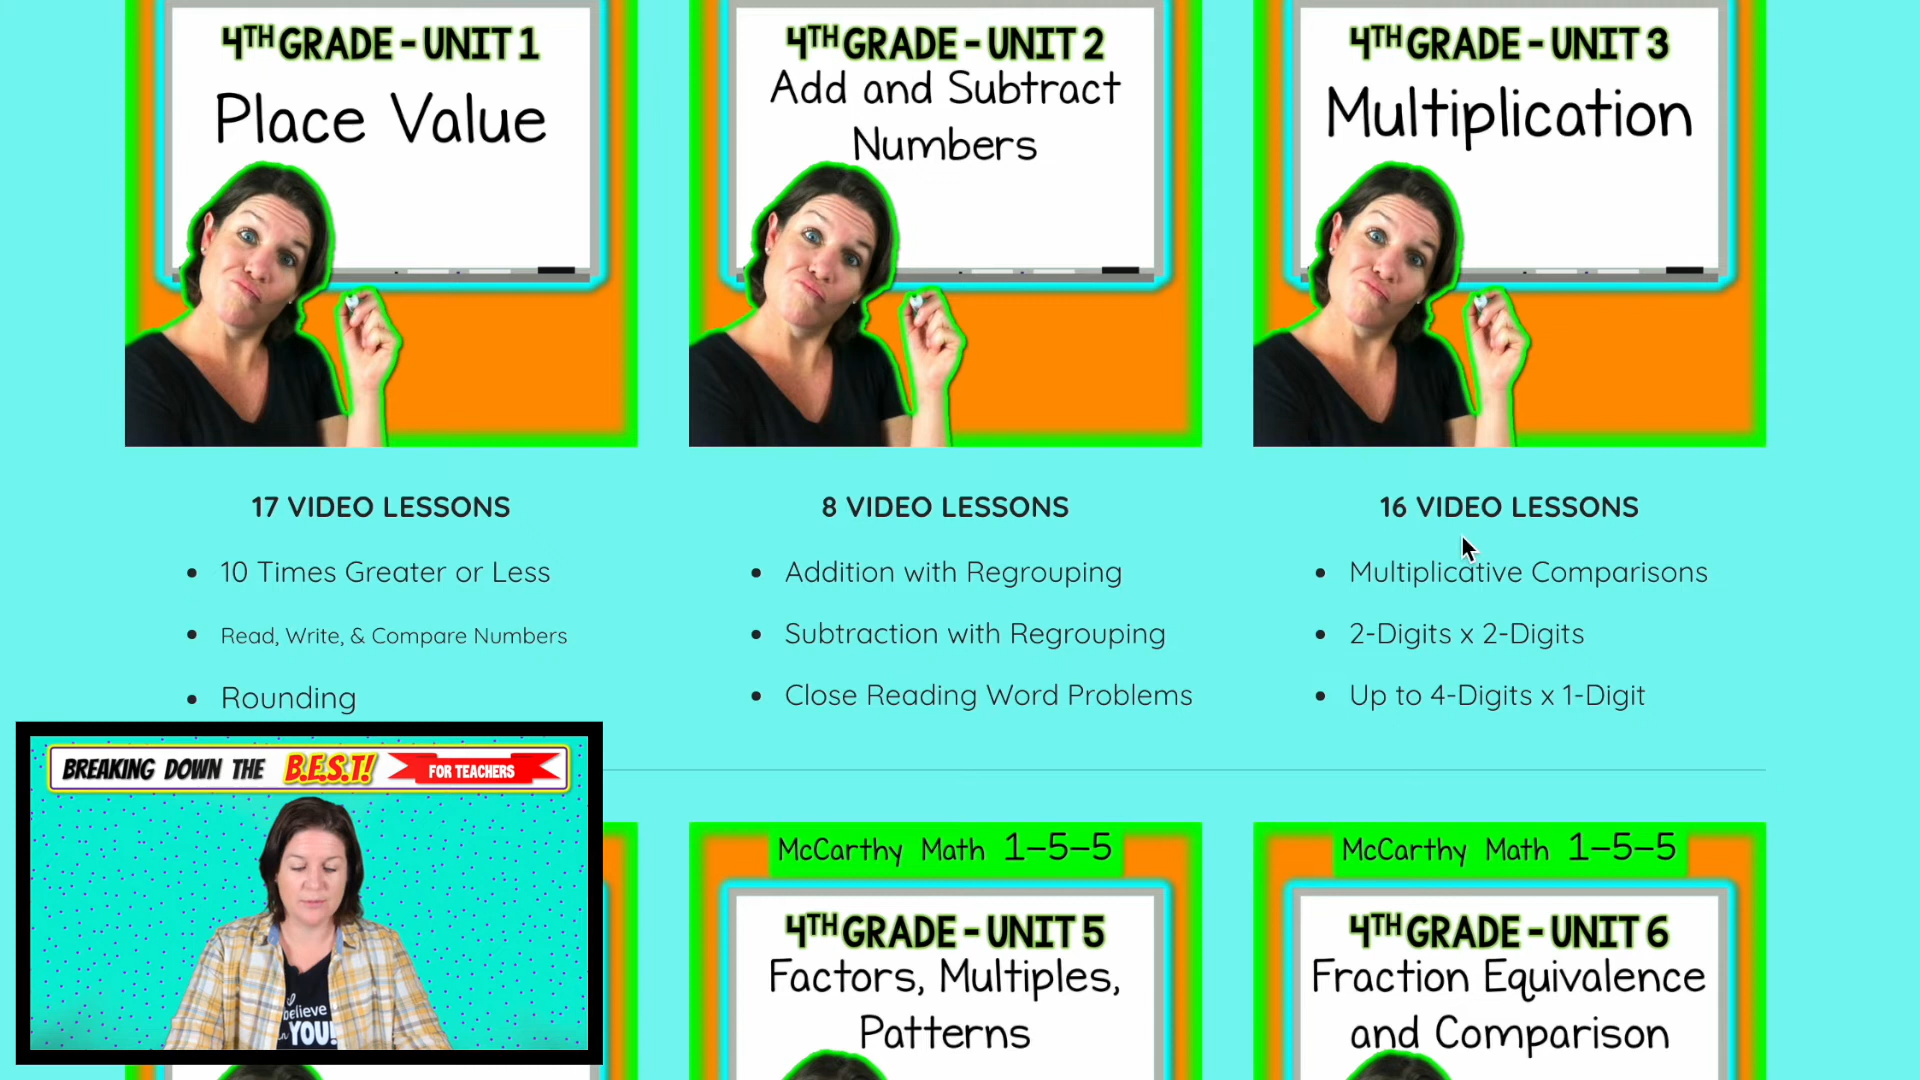 4TH GRADE - UNIT 1
Place Value
17 VIDEO LESSONS
10 Times Greater or Less
Read, Write, & Compare Numbers
Rounding
4TH GRADE - UNIT 2
Add and Subtract
Numbers
8 VIDEO LESSONS
Addition with Regrouping
Subtraction with Regrouping
Close Reading Word Problems
4TH GRADE - UNIT 3
Multiplication
16 VIDEO LESSONS
Multiplicative Comparisons
2-Digits x 2-Digits
Up to 4-Digits x 1-Digit
BREAKING DOWN THE B.E.S.T! FOR TEACHERS
I
believe
in
YOU!
McCarthy Math 1-5-5
4TH GRADE - UNIT 5
Factors, Multiples,
Patterns
McCarthy Math 1-5-5
4TH GRADE - UNIT 6
Fraction Equivalence
and Comparison